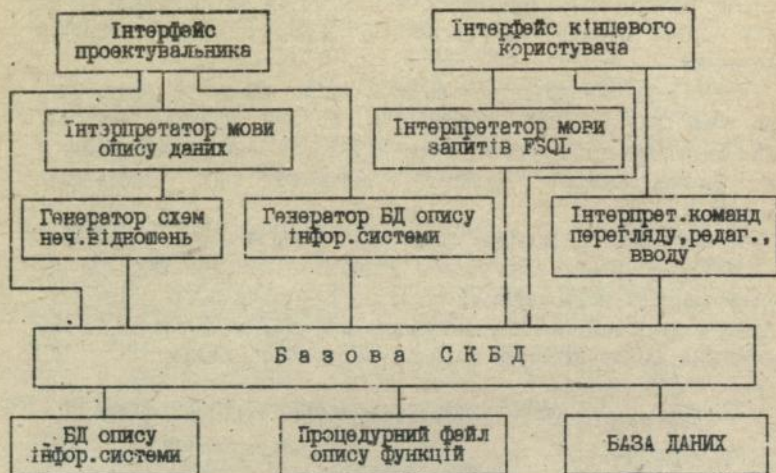 Інтерфейс
проектувальника
Інтерфейс кінцевого
користувача
Інтэрпретатор мови
опису даних
Інтерпретатор мови
запитів FSQL
Генератор схем
неч.відношень
Генератор БД опису
інфор.системи
Інтерпрет.команд
перегляду,редаг.,
вводу
Базова СКБД
БД опису
інфор.системи
Процедурний файл
опису функцій
БАЗА ДАНИХ